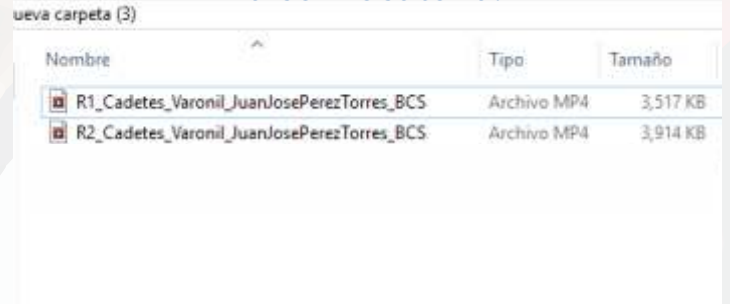 ueva carpeta (3)
Nombre Tipo Tamaño
R1_Cadetes_Varonil_JuanJosePerezTorres_BCS Archivo MP4 3,517 KB
R2_Cadetes_Varonil_JuanJosePerezTorres_BCS Archivo MP4 3,914 KB